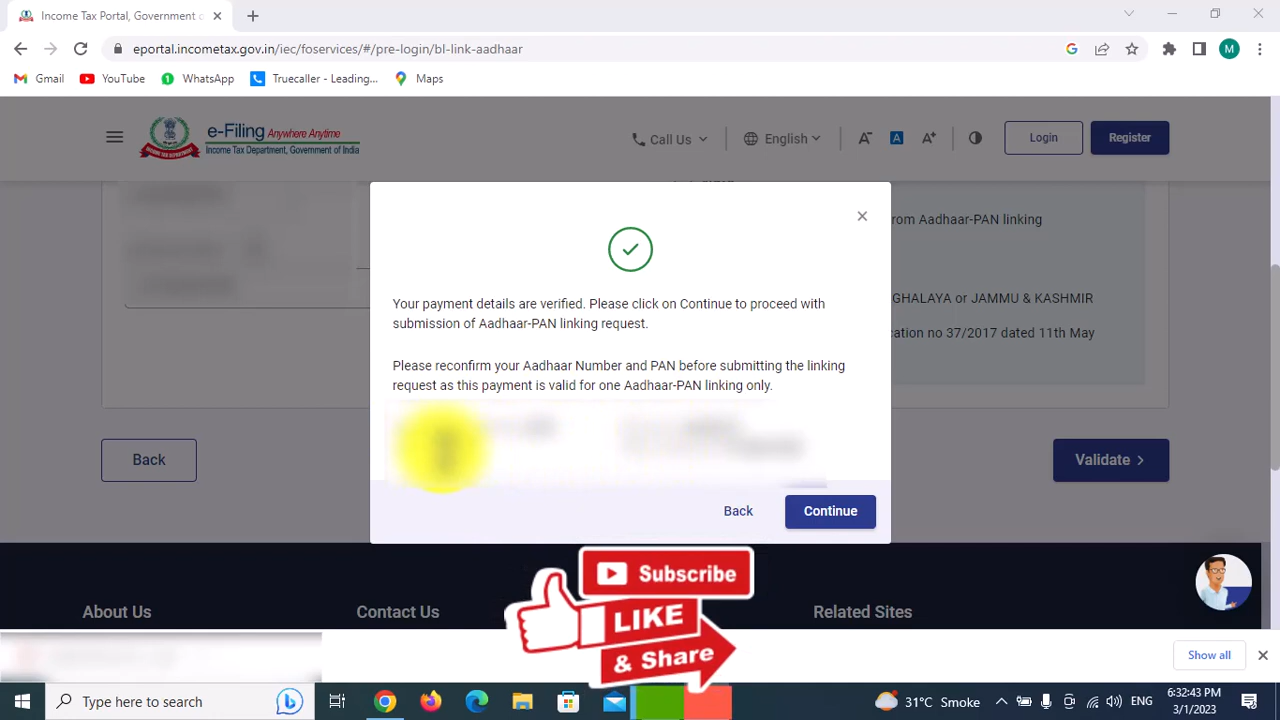 Income Tax Portal, Government
eportal.incometax.gov.in/iec/foservices/#/pre-login/bl-link-aadhaar
M
Gmail
YouTube
WhatsApp
Truecaller - Leading...
Maps
e-Filing Anywhere Anytime
Income Tax Department, Government of India
Call Us
English
A-
A
A+
Login
Register
from Aadhaar-PAN linking
GHALAYA or JAMMU & KASHMIR
cation no 37/2017 dated 11th May
Your payment details are verified. Please click on Continue to proceed with
submission of Aadhaar-PAN linking request.
Please reconfirm your Aadhaar Number and PAN before submitting the linking
request as this payment is valid for one Aadhaar-PAN linking only.
Back
Validate
Back
Continue
Subscribe
LIKE
& Share
About Us
Contact Us
Related Sites
Show all
Type here to search
31°C Smoke
ENG
6:32:43 PM
3/1/2023